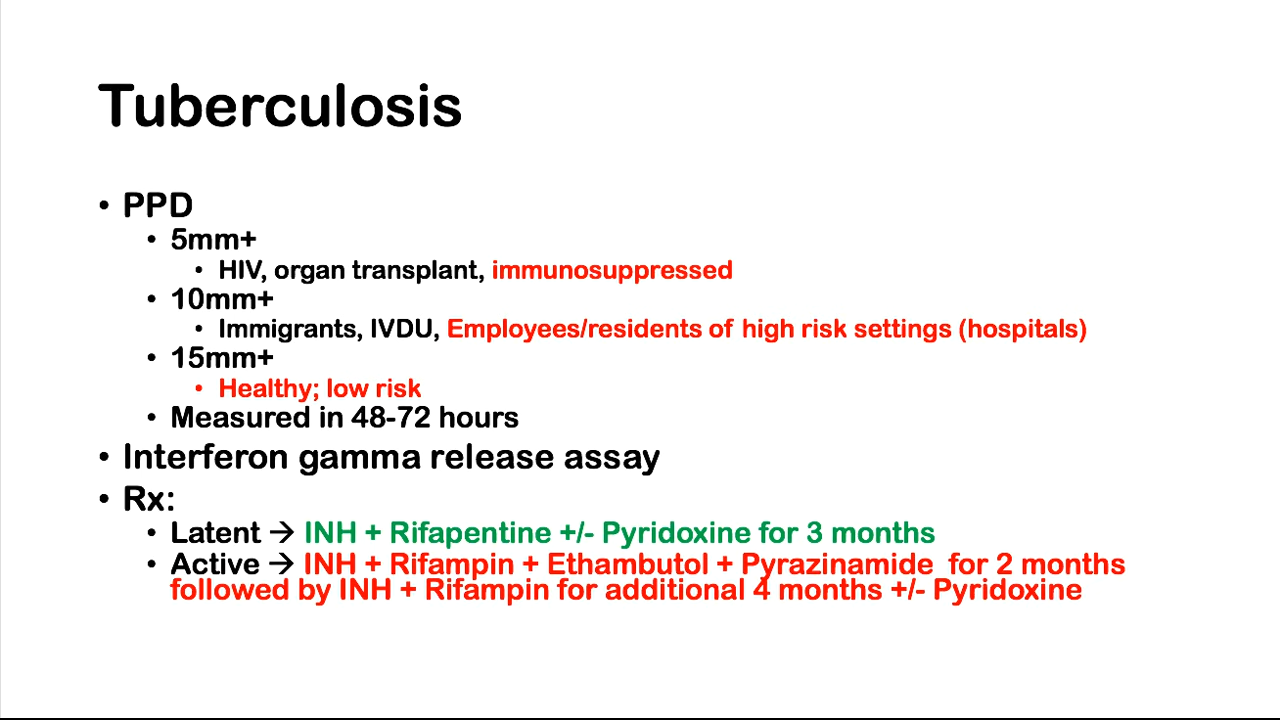 Tuberculosis
• PPD
• 5mm+
• HIV, organ transplant, immunosuppressed
• 10mm+
• Immigrants, IVDU, Employees/residents of high risk settings (hospitals)
• 15mm+
• Healthy; low risk
• Measured in 48-72 hours
• Interferon gamma release assay
• Rx:
• Latent → INH + Rifapentine +/- Pyridoxine for 3 months
• Active → INH + Rifampin + Ethambutol + Pyrazinamide for 2 months
followed by INH + Rifampin for additional 4 months +/- Pyridoxine